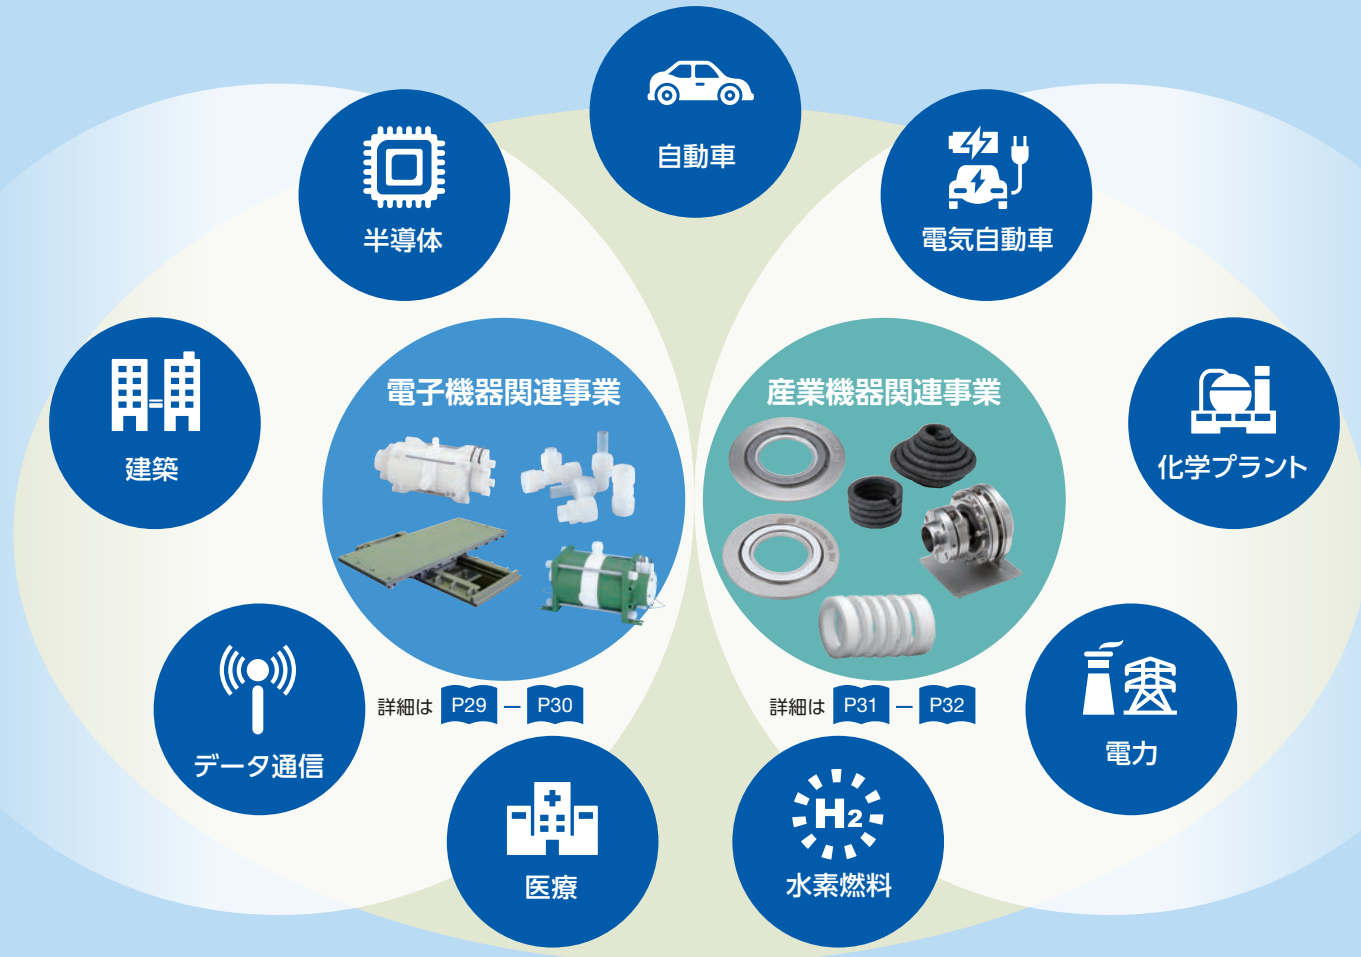 自動車
半導体
電気自動車
建築
電子機器関連事業
産業機器関連事業
化学プラント
データ通信
詳細は P29 － P30
詳細は P31 － P32
電力
医療
H2
水素燃料